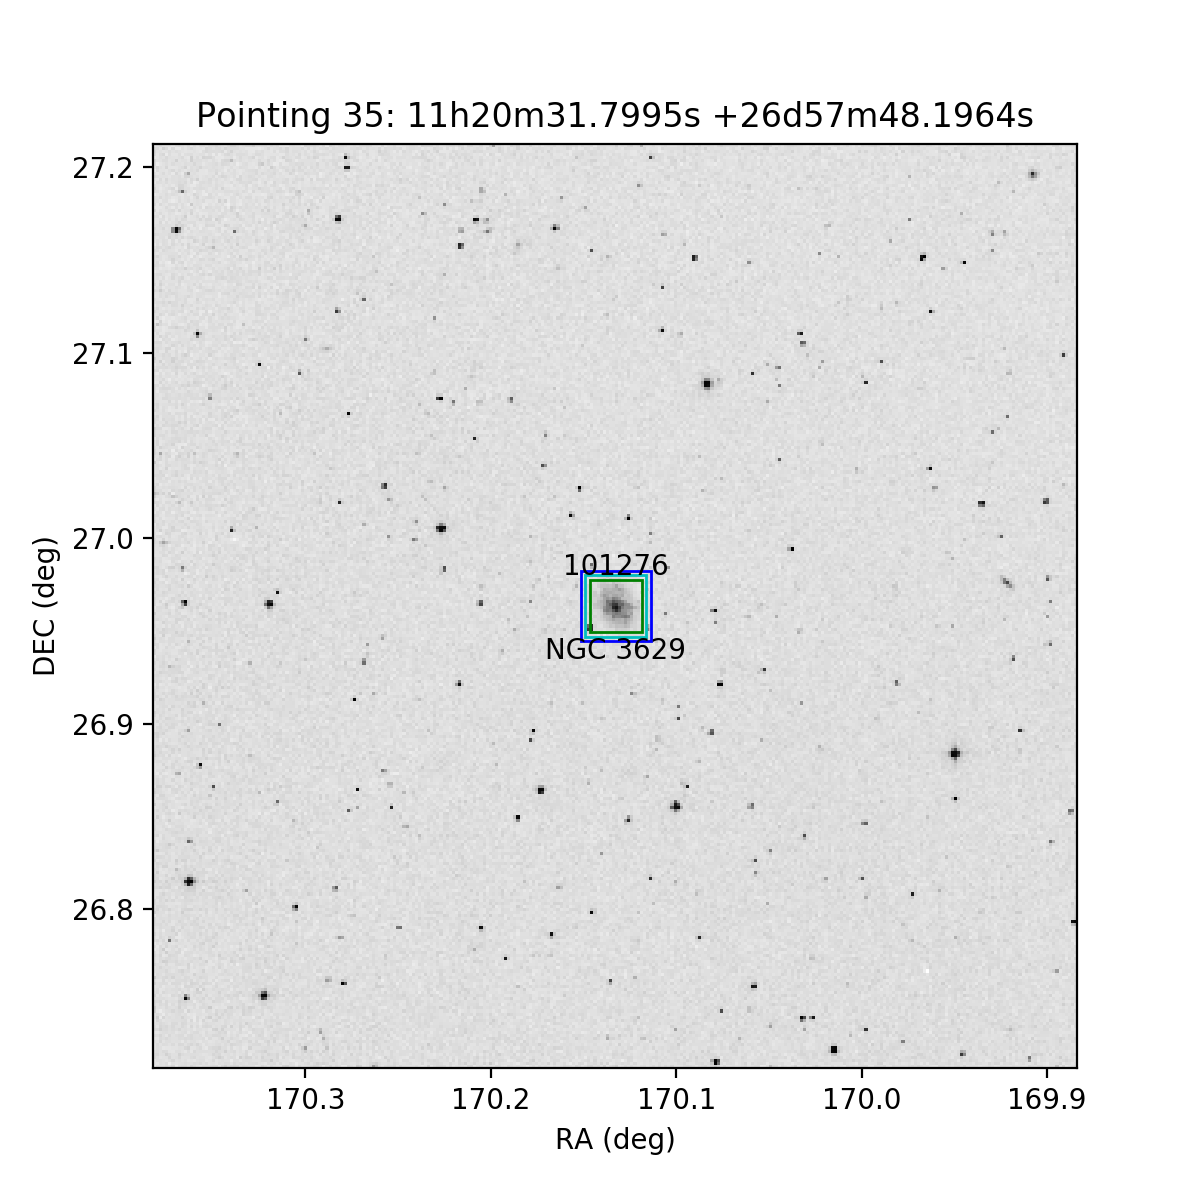 Pointing 35: 11h20m31.7995s +26d57m48.1964s
27.2
27.1
27.0
26.9
26.8
DEC (deg)
101276
NGC 3629
170.3 170.2 170.1 170.0 169.9
RA (deg)